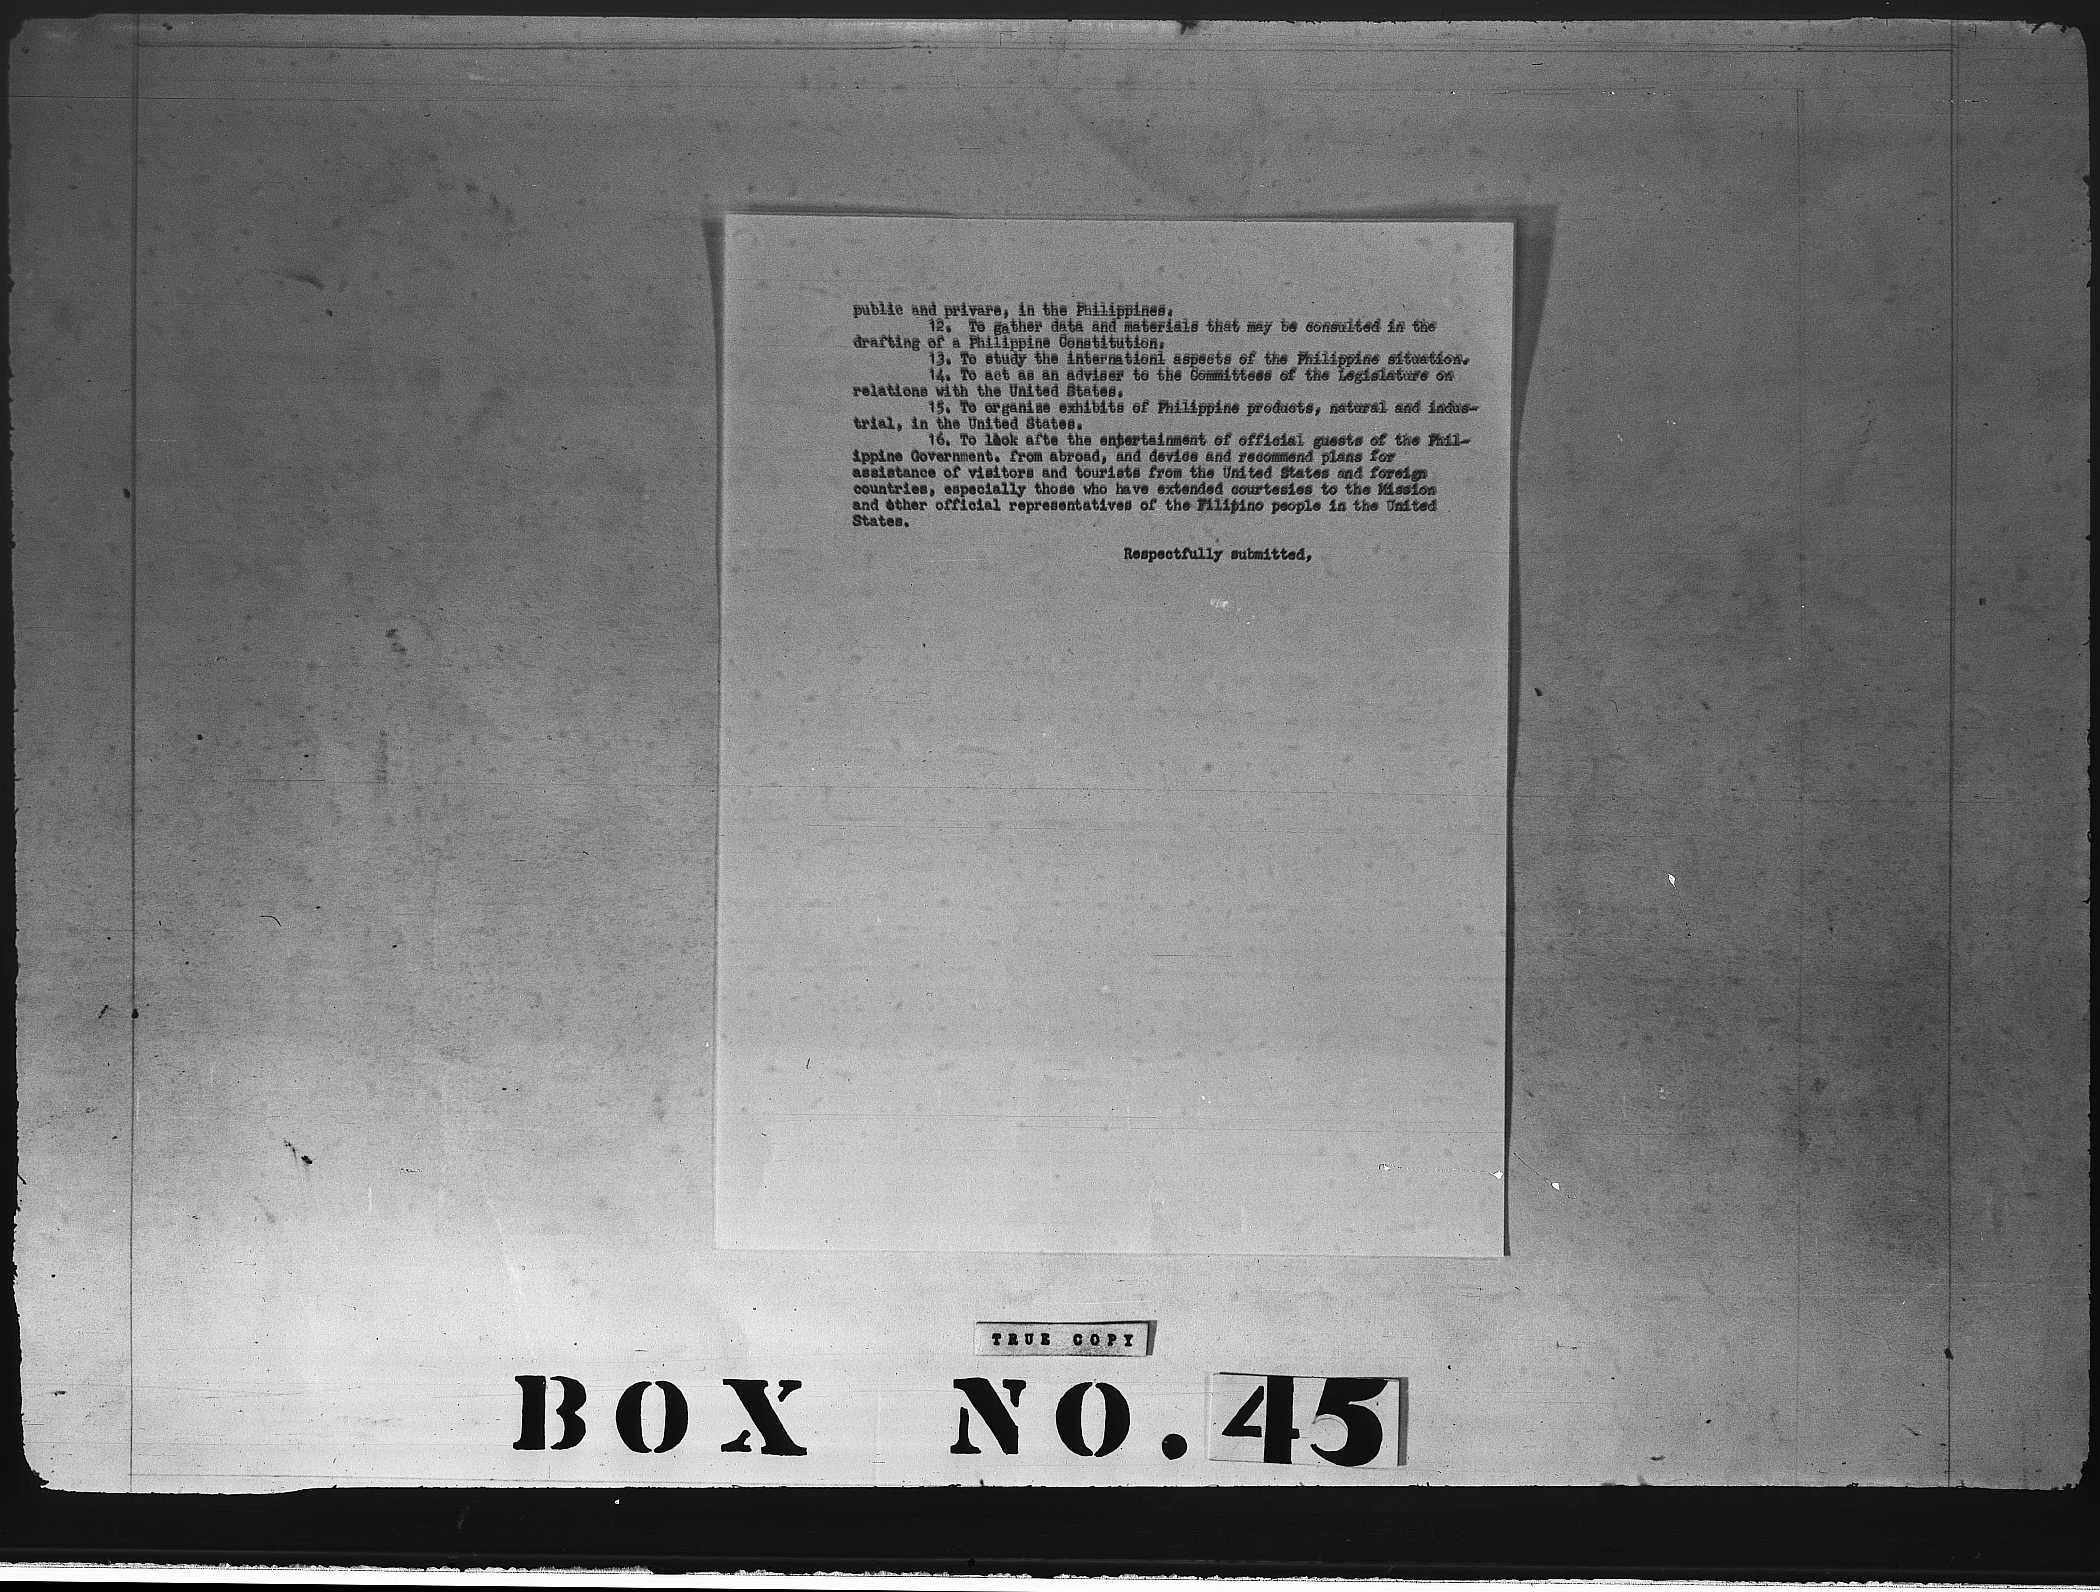 public and privare, in the Philippines.
12. To gather data and materials that may be consulted in the
drafting of a Philippine Constitution.
13. To study the internationl aspects of the Philippine situation.
14. To act as an adviser to the Committees of the Legislature on
relations with the United States.
15. To organize exhibits of Philippine products, natural and indus-
trial, in the United States.
16. To look afte the entertainment of official guests of the Phil-
ippine Government. from abroad, and devise and recommend plans for
assistance of visitors and tourists from the United States and foreign
countries, especially those who have extended courtesies to the Mission
and other official representatives of the Filipino people in the United
States.
Respectfully submitted,
TRUE COPY
BOX NO. 45